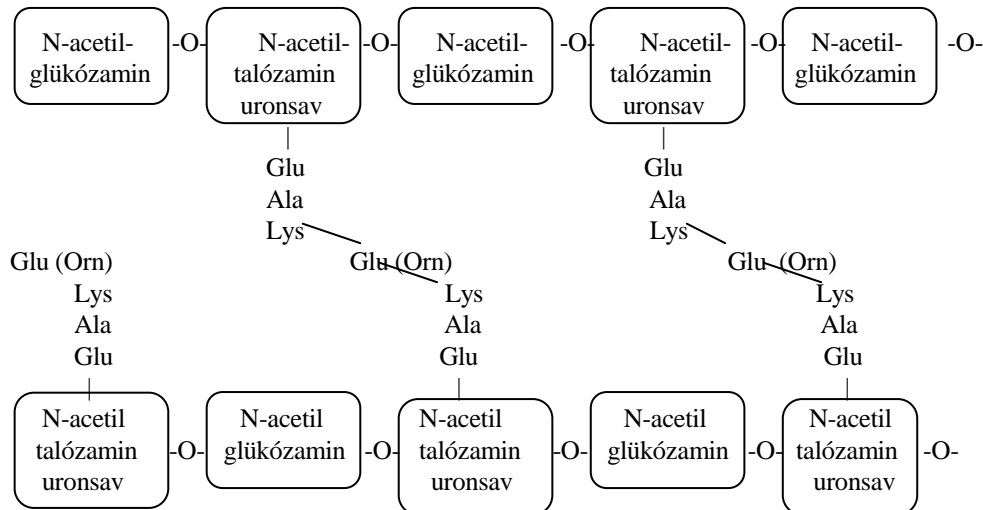 N-acetil- -O- N-acetil- -O- N-acetil- -O- N-acetil- -O- N-acetil- -O-
glükózamin talózamin glükózamin talózamin glükózamin
uronsav uronsav
Glu Glu
Ala Ala
Lys Lys
Glu (Orn) Glu (Orn) Glu (Orn)
Lys Lys Lys
Ala Ala Ala
Glu Glu Glu
N-acetil N-acetil N-acetil N-acetil N-acetil
talózamin -O- glükózamin -O- talózamin -O- glükózamin -O- talózamin -O-
uronsav uronsav uronsav